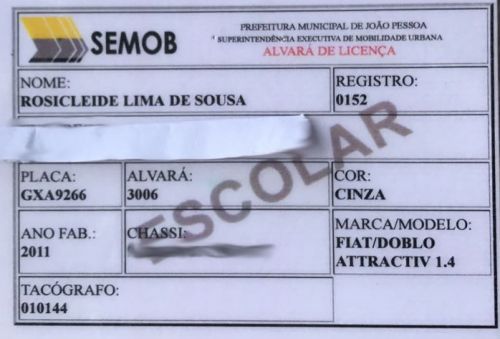 SEMOB
PREFEITURA MUNICIPAL DE JOÃO PESSOA
SUPERINTENDÊNCIA EXECUTIVA DE MOBILIDADE URBANA
ALVARÁ DE LICENÇA
NOME:
ROSICLEIDE LIMA DE SOUSA
REGISTRO:
0152
PLACA:
GXA9266
ALVARÁ:
3006
COR:
CINZA
ESCOLAR
ANO FAB.:
2011
CHASSI:
MARCA/MODELO:
FIAT/DOBLO
ATTRACTIV 1.4
TACÓGRAFO:
010144